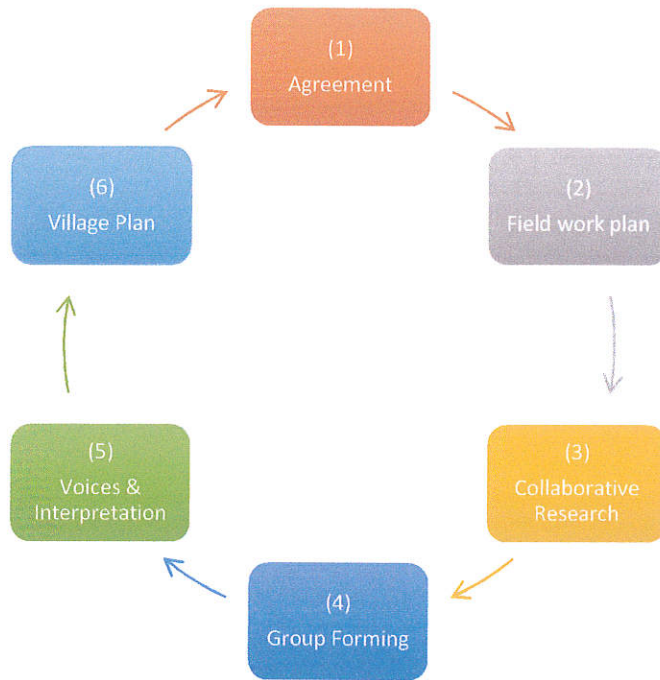 (1)
Agreement
(2)
Field work plan
(3)
Collaborative
Research
(4)
Group Forming
(5)
Voices &
Interpretation
(6)
Village Plan